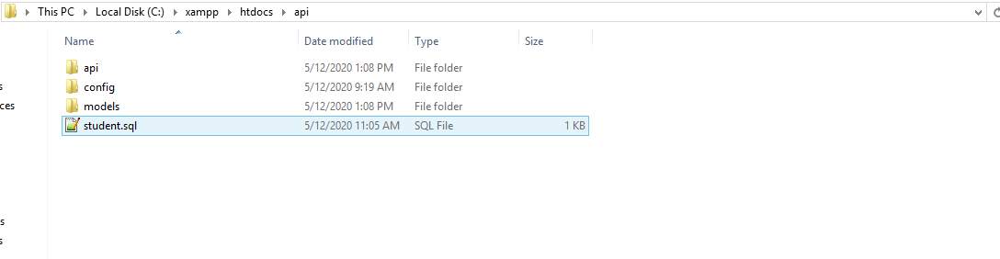 This PC Local Disk (C:) xampp htdocs api
Name Date modified Type Size
api 5/12/2020 1:08 PM File folder
s config 5/12/2020 9:19 AM File folder
ces models 5/12/2020 1:08 PM File folder
student.sql 5/12/2020 11:05 AM SQL File 1 KB
s
s